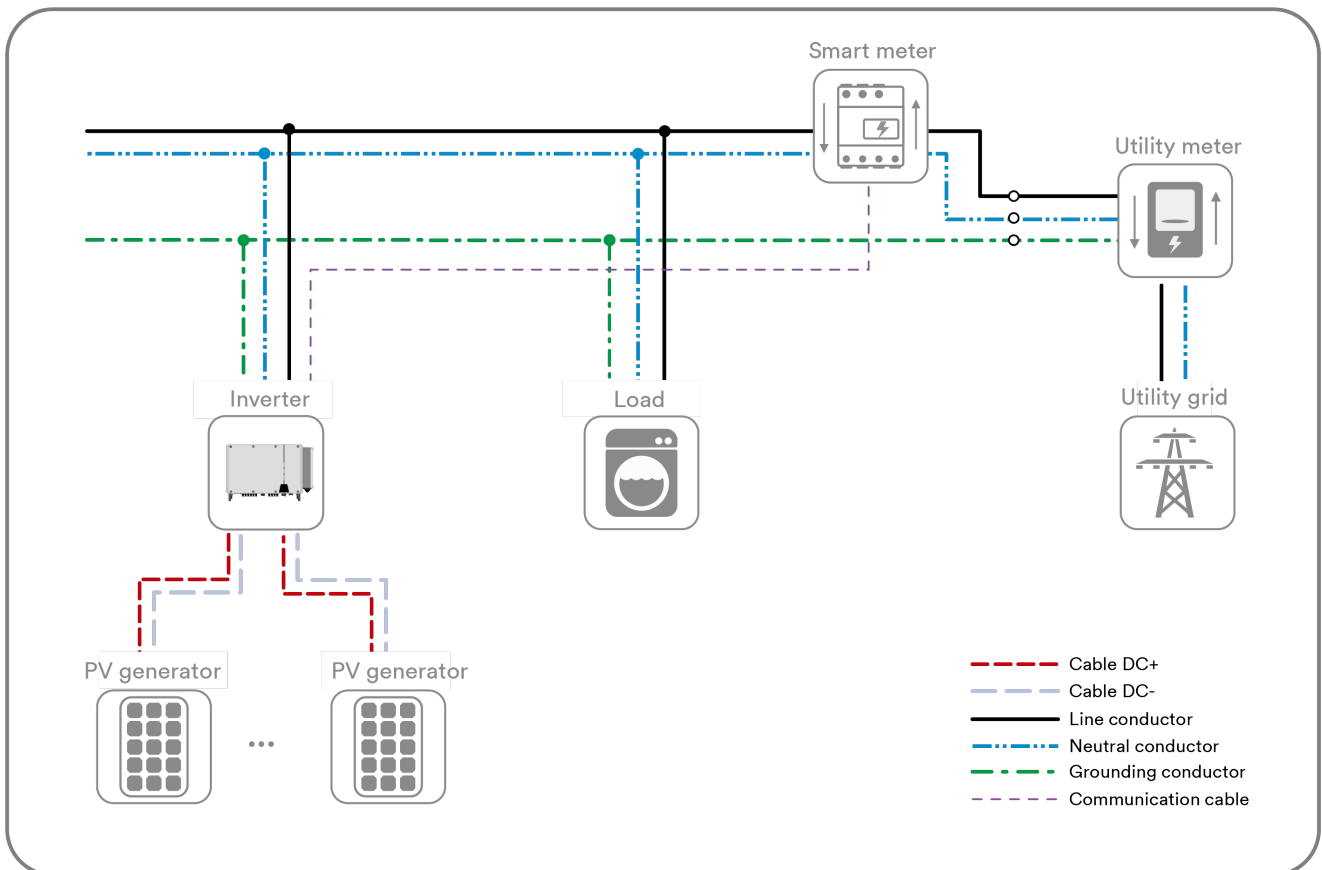 Smart meter
Utility meter
Inverter
Load
Utility grid
PV generator
PV generator
Cable DC+
Cable DC-
Line conductor
Neutral conductor
Grounding conductor
Communication cable